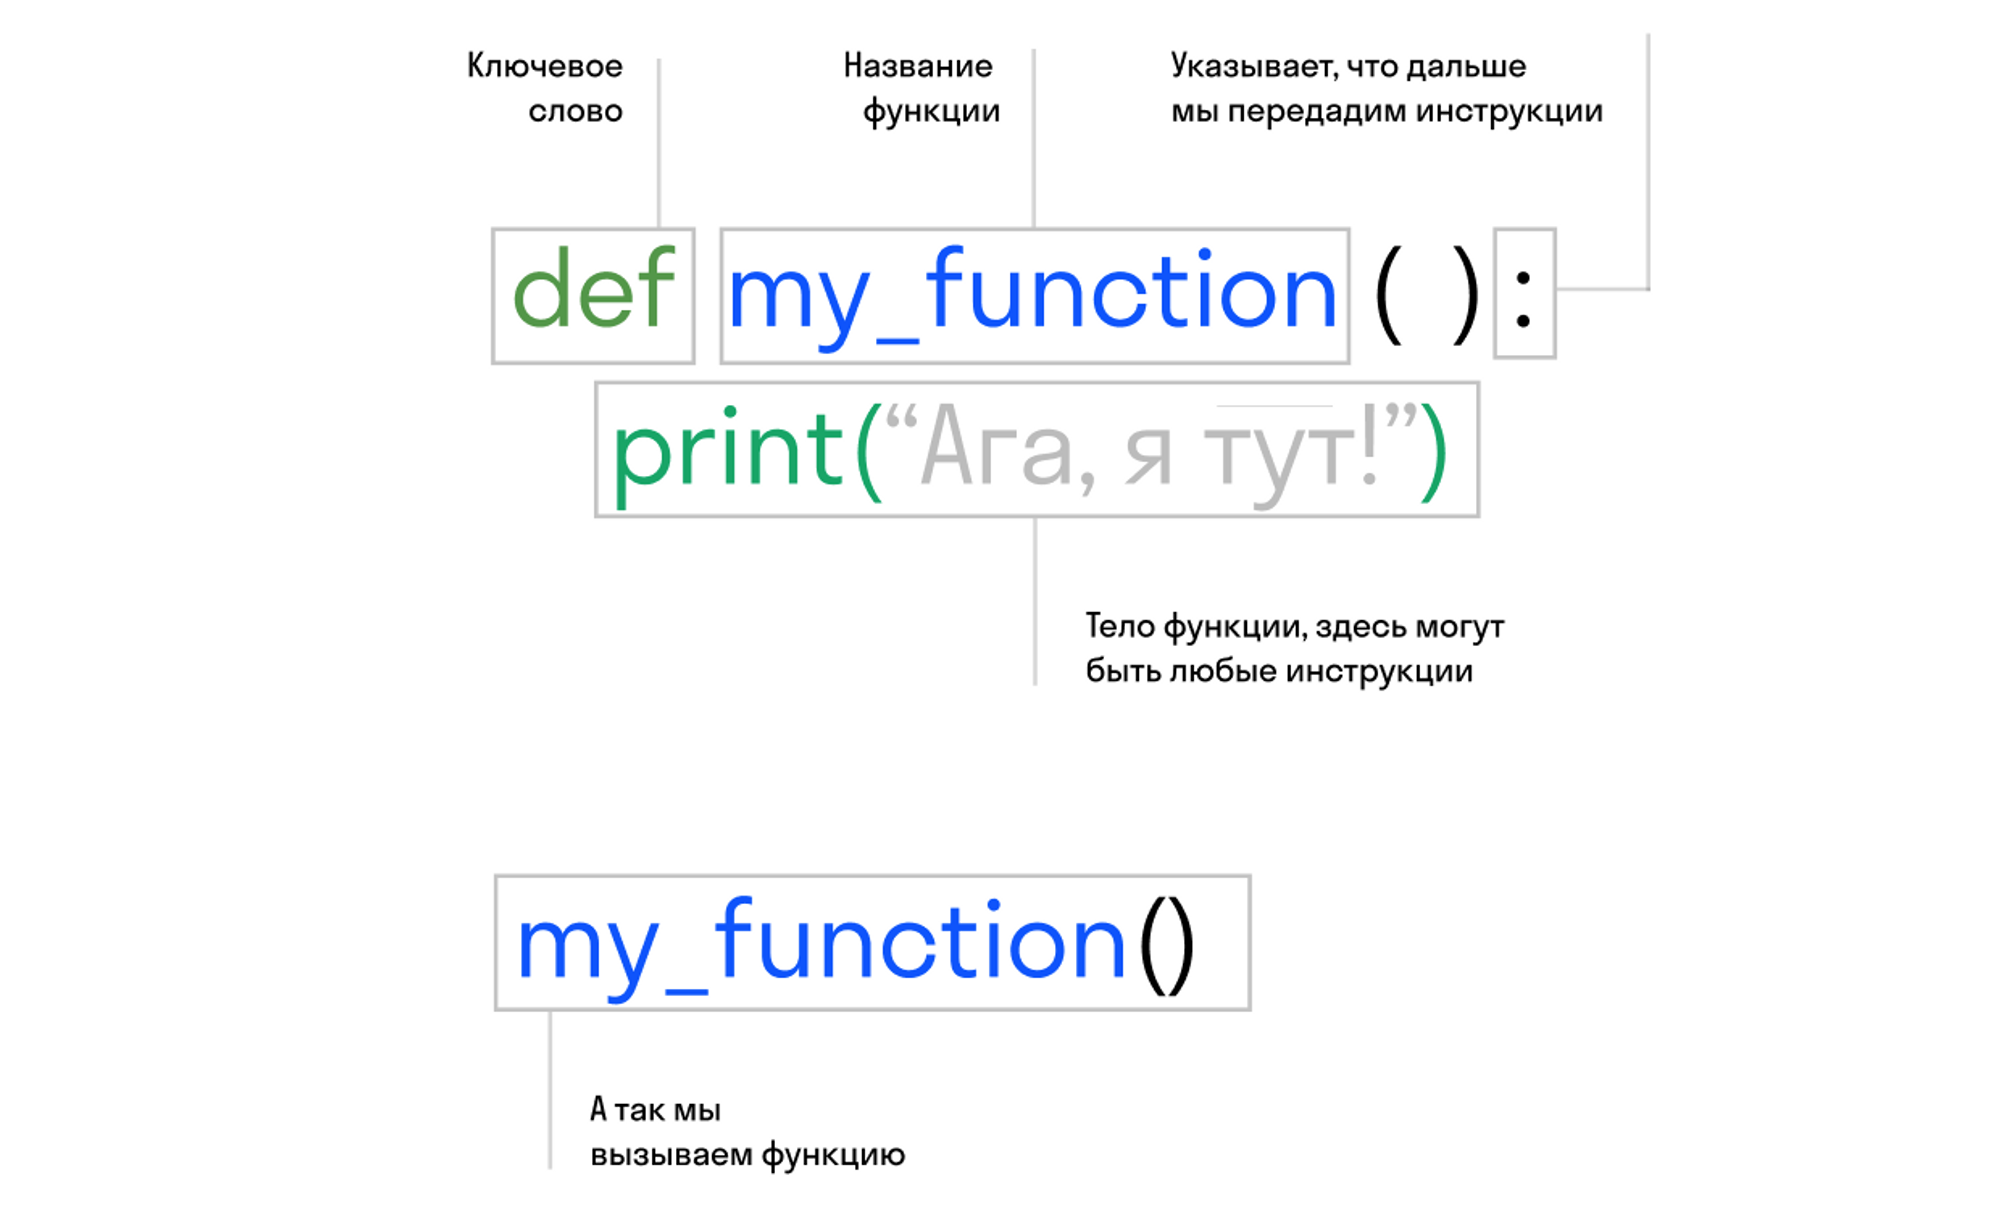 Ключевое
слово
Название
функции
Указывает, что дальше
мы передадим инструкции
def my_function ( ):
print(“Ага, я тут!”)
Тело функции, здесь могут
быть любые инструкции
my_function()
А так мы
вызываем функцию